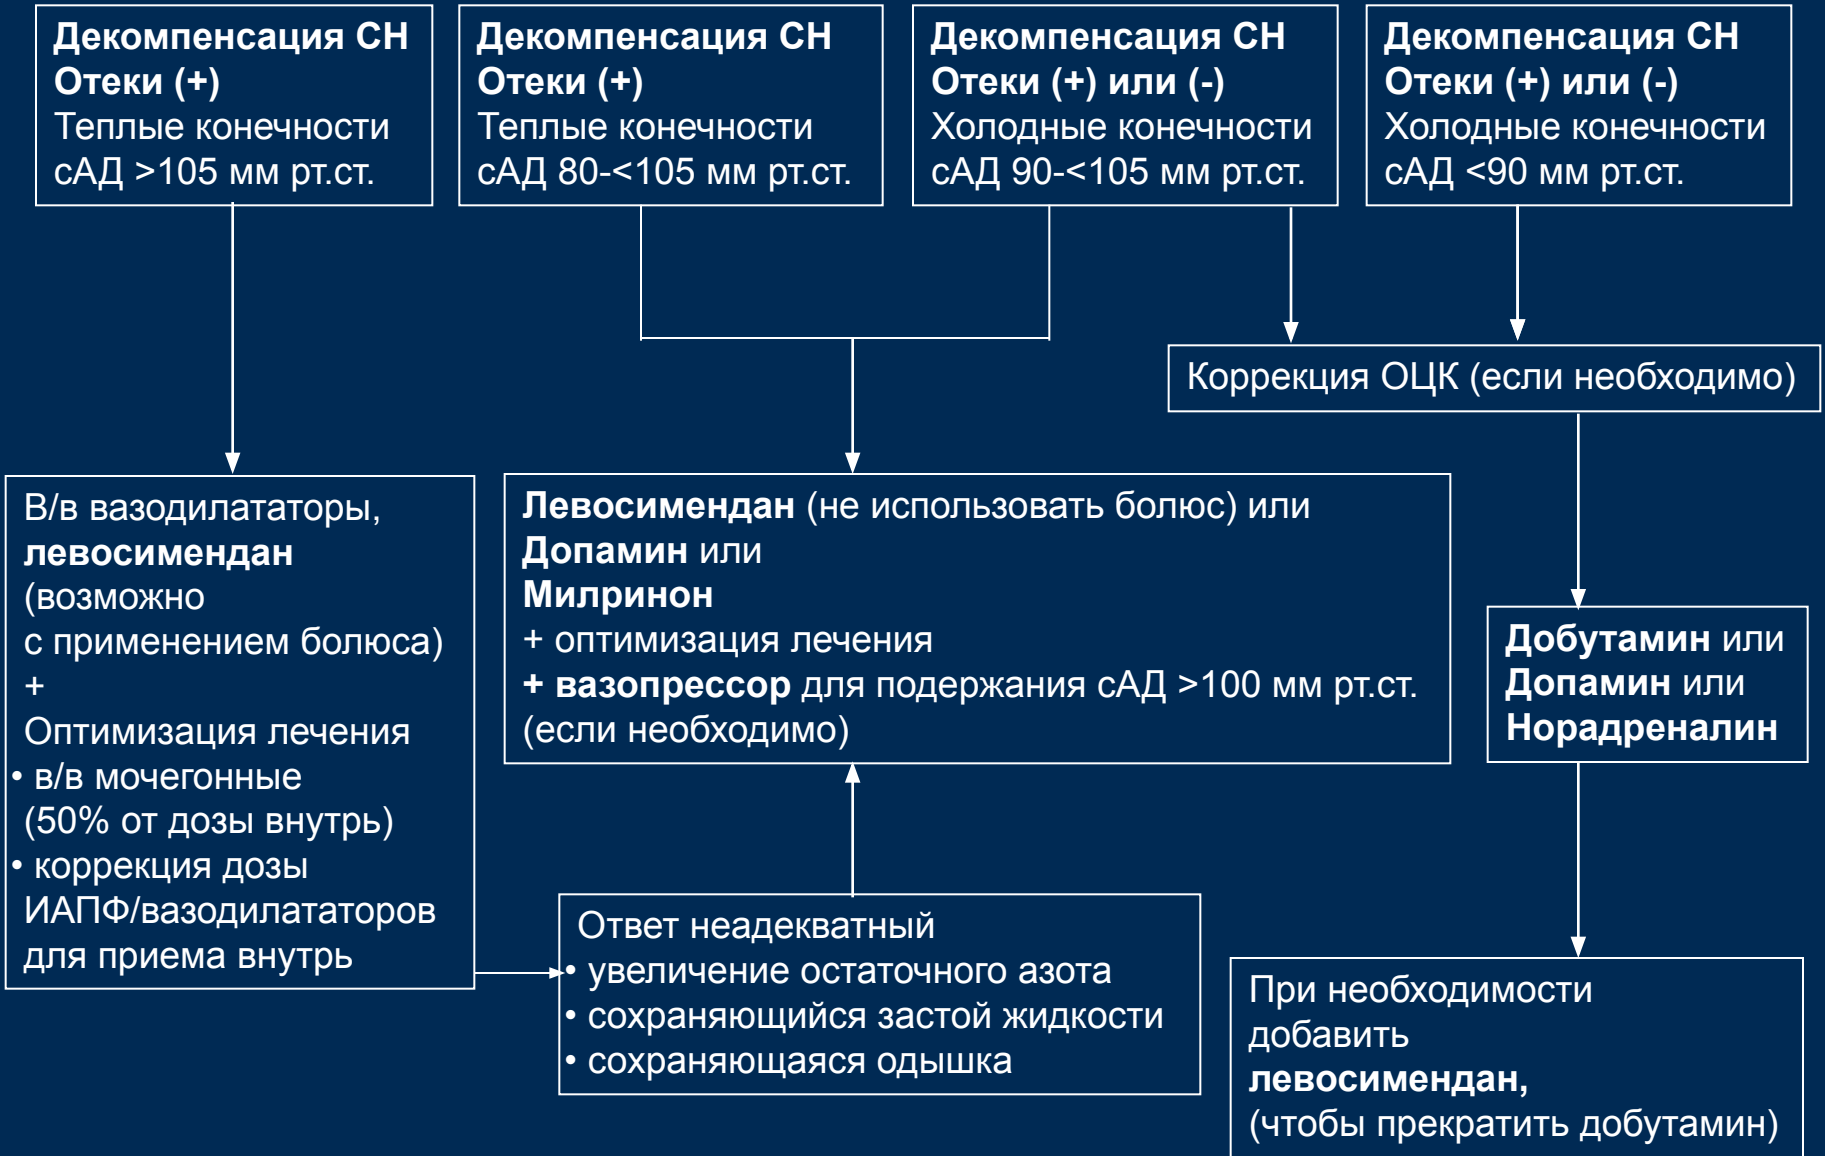 Декомпенсация СН
Отеки (+)
Теплые конечности
сАД >105 мм рт.ст.
Декомпенсация СН
Отеки (+)
Теплые конечности
сАД 80-<105 мм рт.ст.
Декомпенсация СН
Отеки (+) или (-)
Холодные конечности
сАД 90-<105 мм рт.ст.
Декомпенсация СН
Отеки (+) или (-)
Холодные конечности
сАД <90 мм рт.ст.
Коррекция ОЦК (если необходимо)
В/в вазодилататоры,
левосимендан
(возможно
с применением болюса)
+
Оптимизация лечения
• в/в мочегонные
(50% от дозы внутрь)
• коррекция дозы
ИАПФ/вазодилататоров
для приема внутрь
Левосимендан (не использовать болюс) или
Допамин или
Милринон
+ оптимизация лечения
+ вазопрессор для подержания сАД >100 мм рт.ст.
(если необходимо)
Добутамин или
Допамин или
Норадреналин
Ответ неадекватный
• увеличение остаточного азота
• сохраняющийся застой жидкости
• сохраняющаяся одышка
При необходимости
добавить
левосимендан,
(чтобы прекратить добутамин)